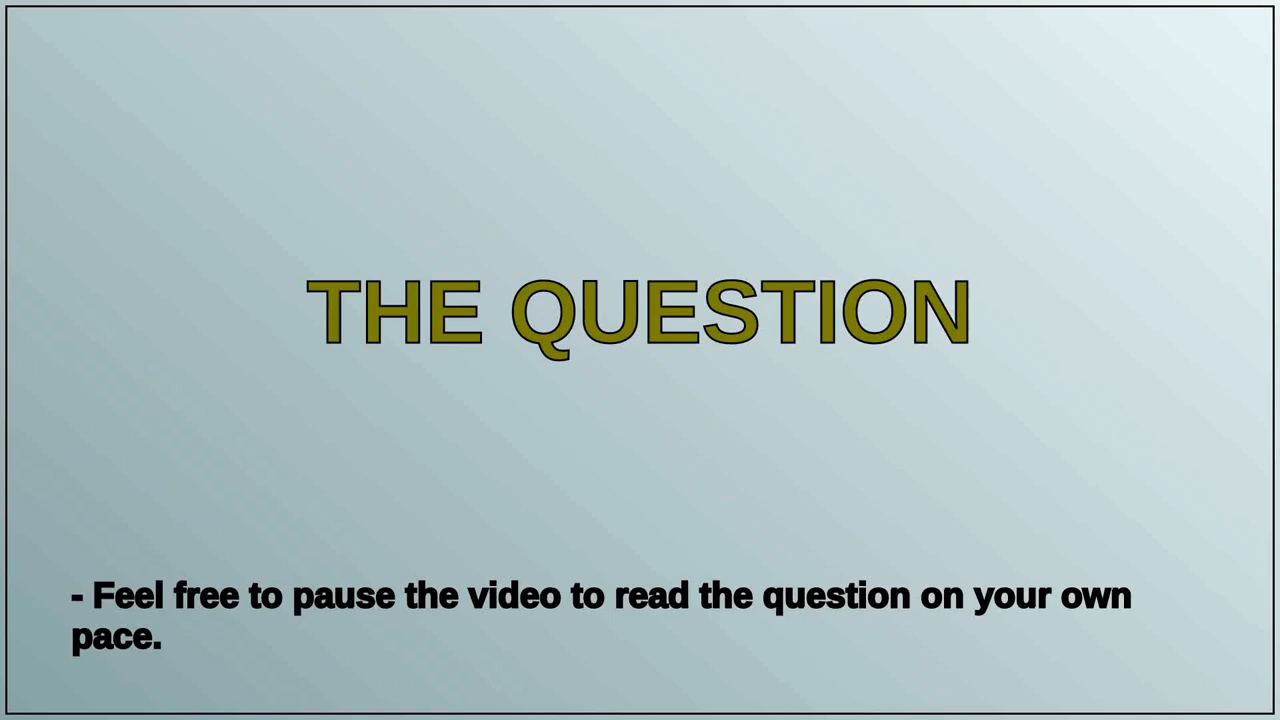 THE QUESTION
- Feel free to pause the video to read the question on your own
pace.